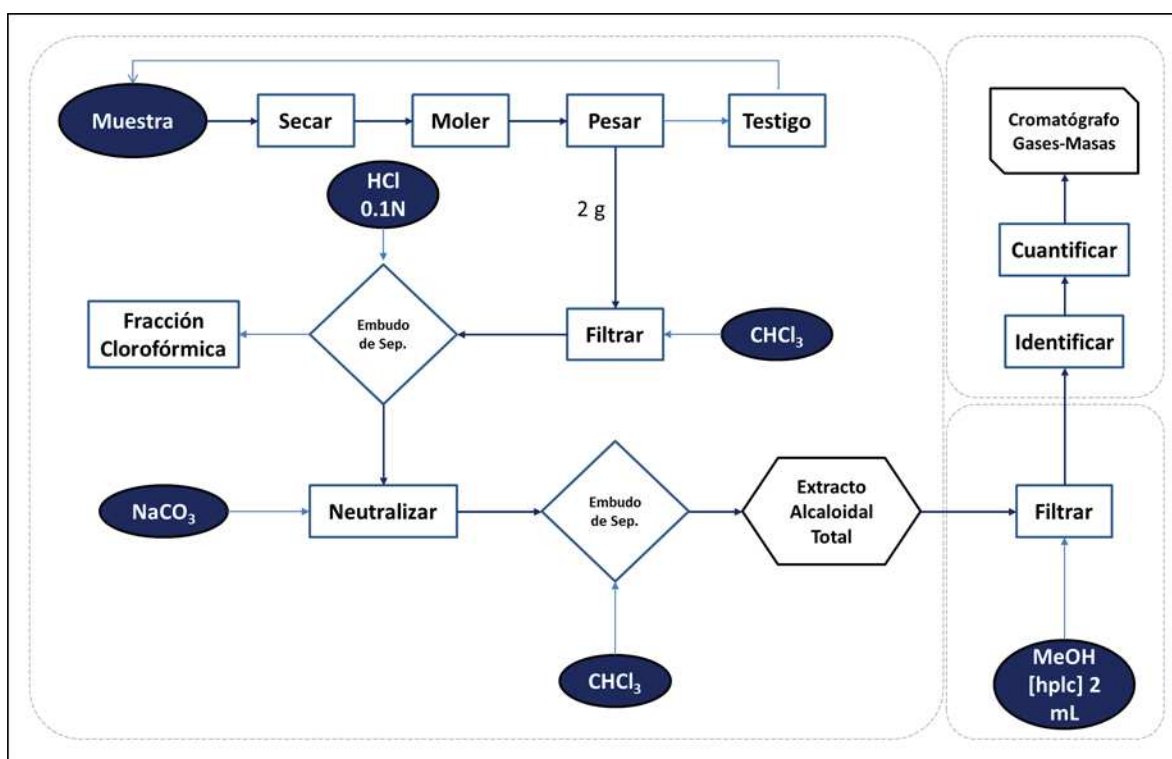 Muestra
Secar
Moler
Pesar
Testigo
HCl
0.1N
2 g
Fracción
Clorofórmica
Embudo
de Sep.
Filtrar
CHCl₃
NaCO₃
Neutralizar
Embudo
de Sep.
CHCl₃
Extracto
Alcaloidal
Total
Cromatógrafo
Gases-Masas
Cuantificar
Identificar
Filtrar
MeOH
[hplc] 2
mL